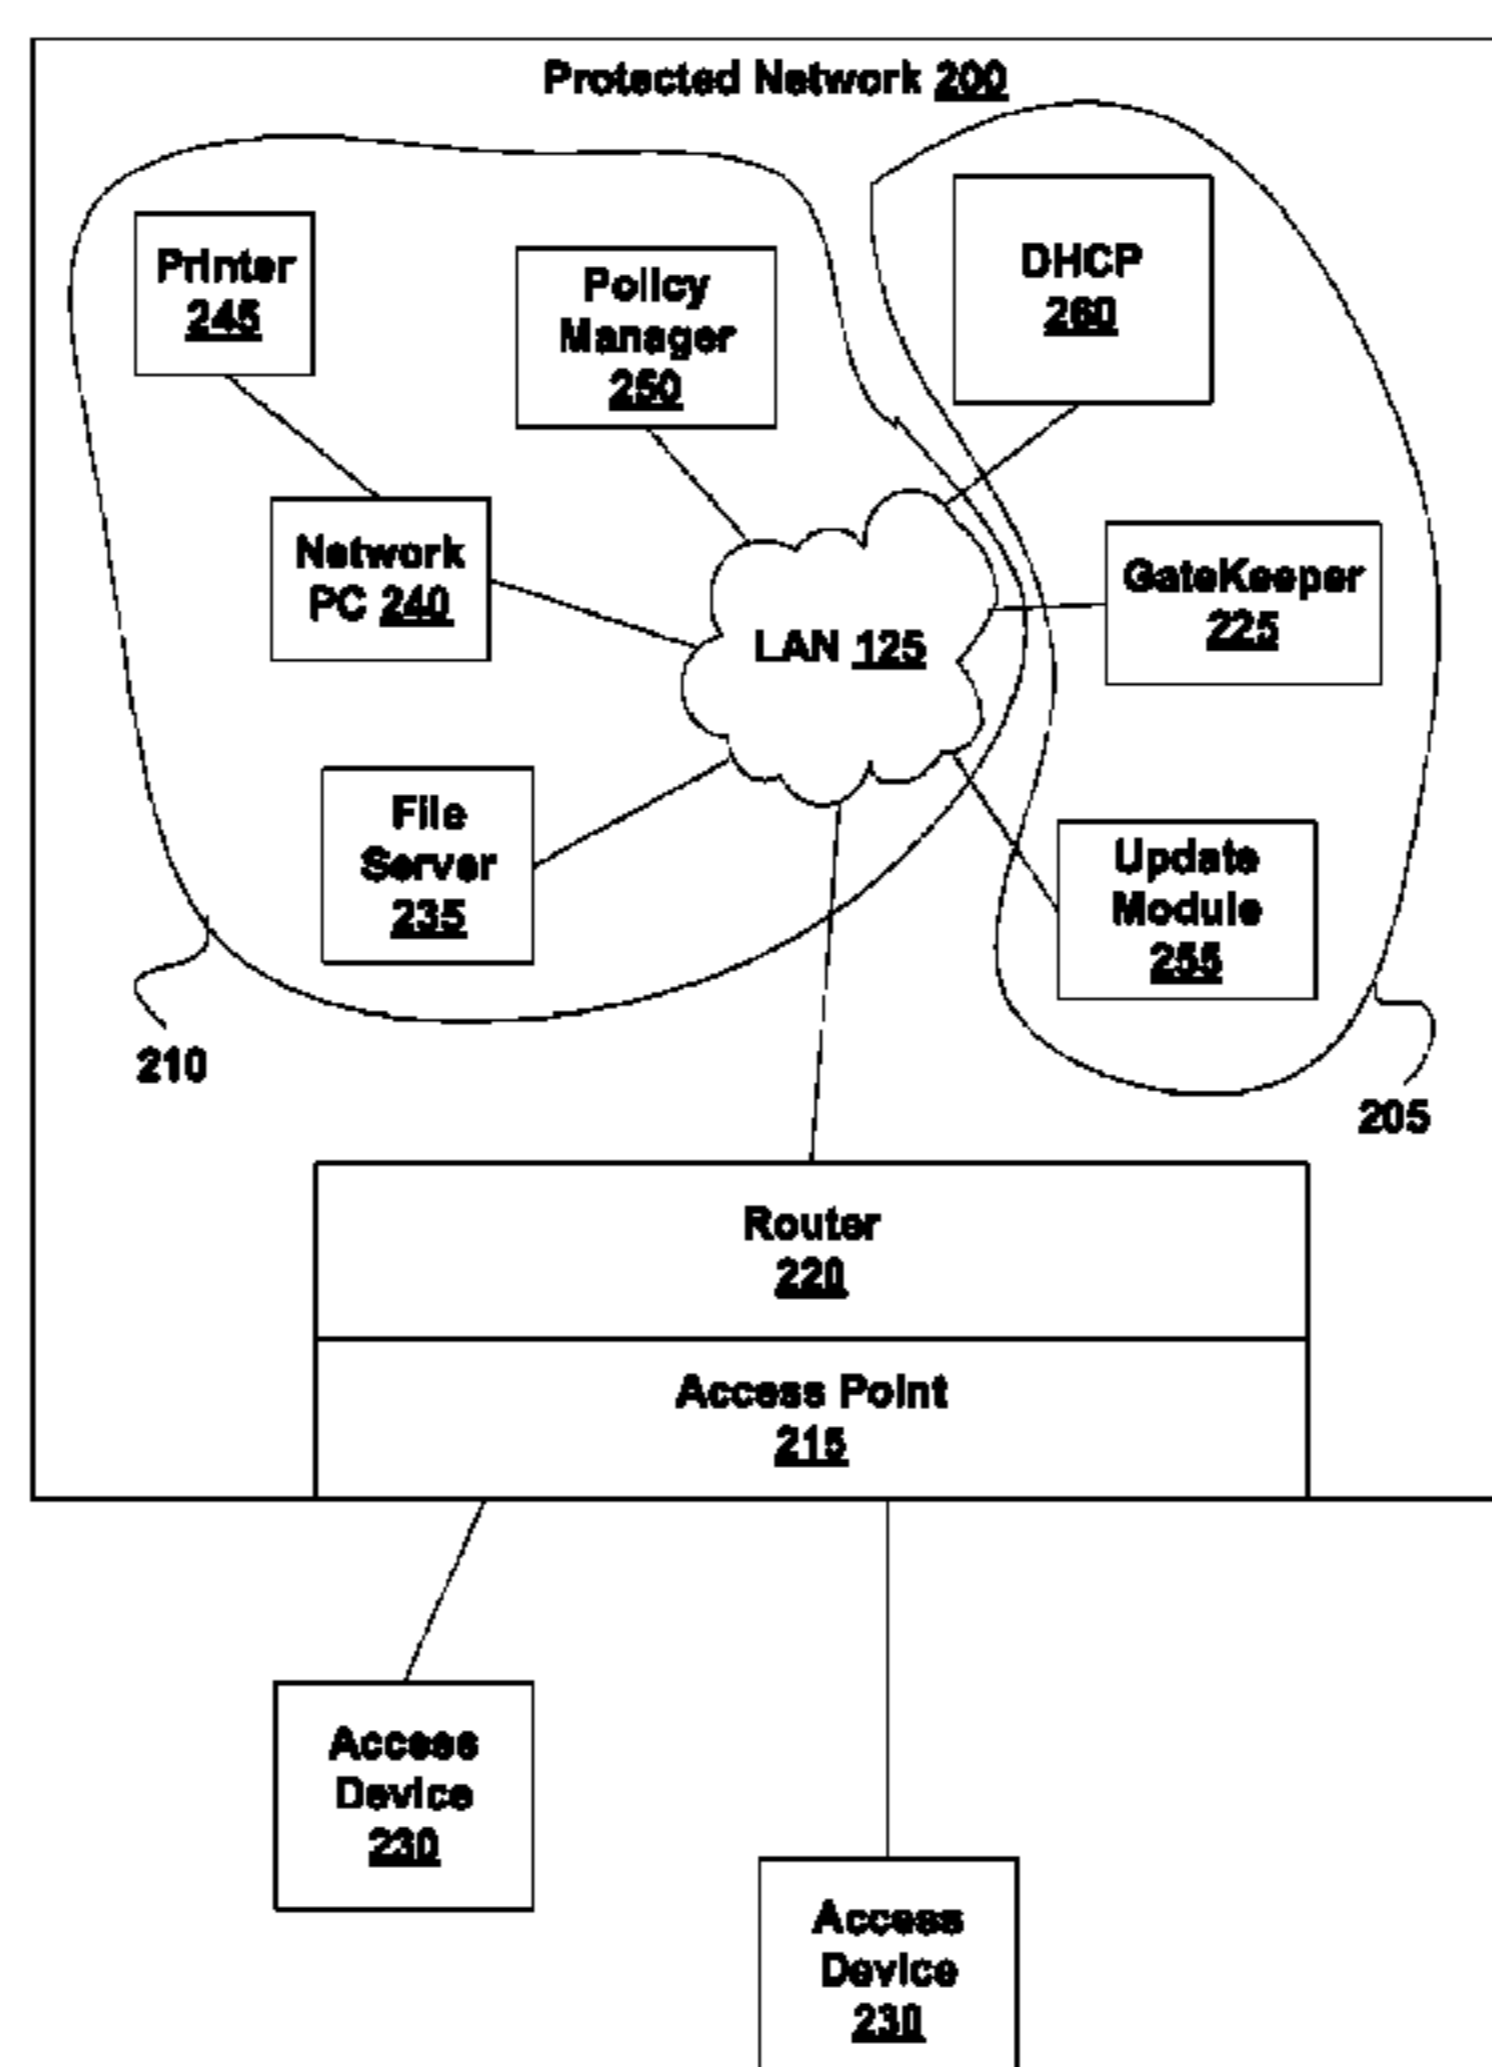 Protected Network 200
Printer
245
Policy
Manager
250
DHCP
260
Network
PC 240
GateKeeper
225
LAN 125
File
Server
235
Update
Module
255
210
205
Router
220
Access Point
215
Access
Device
230
Access
Device
230